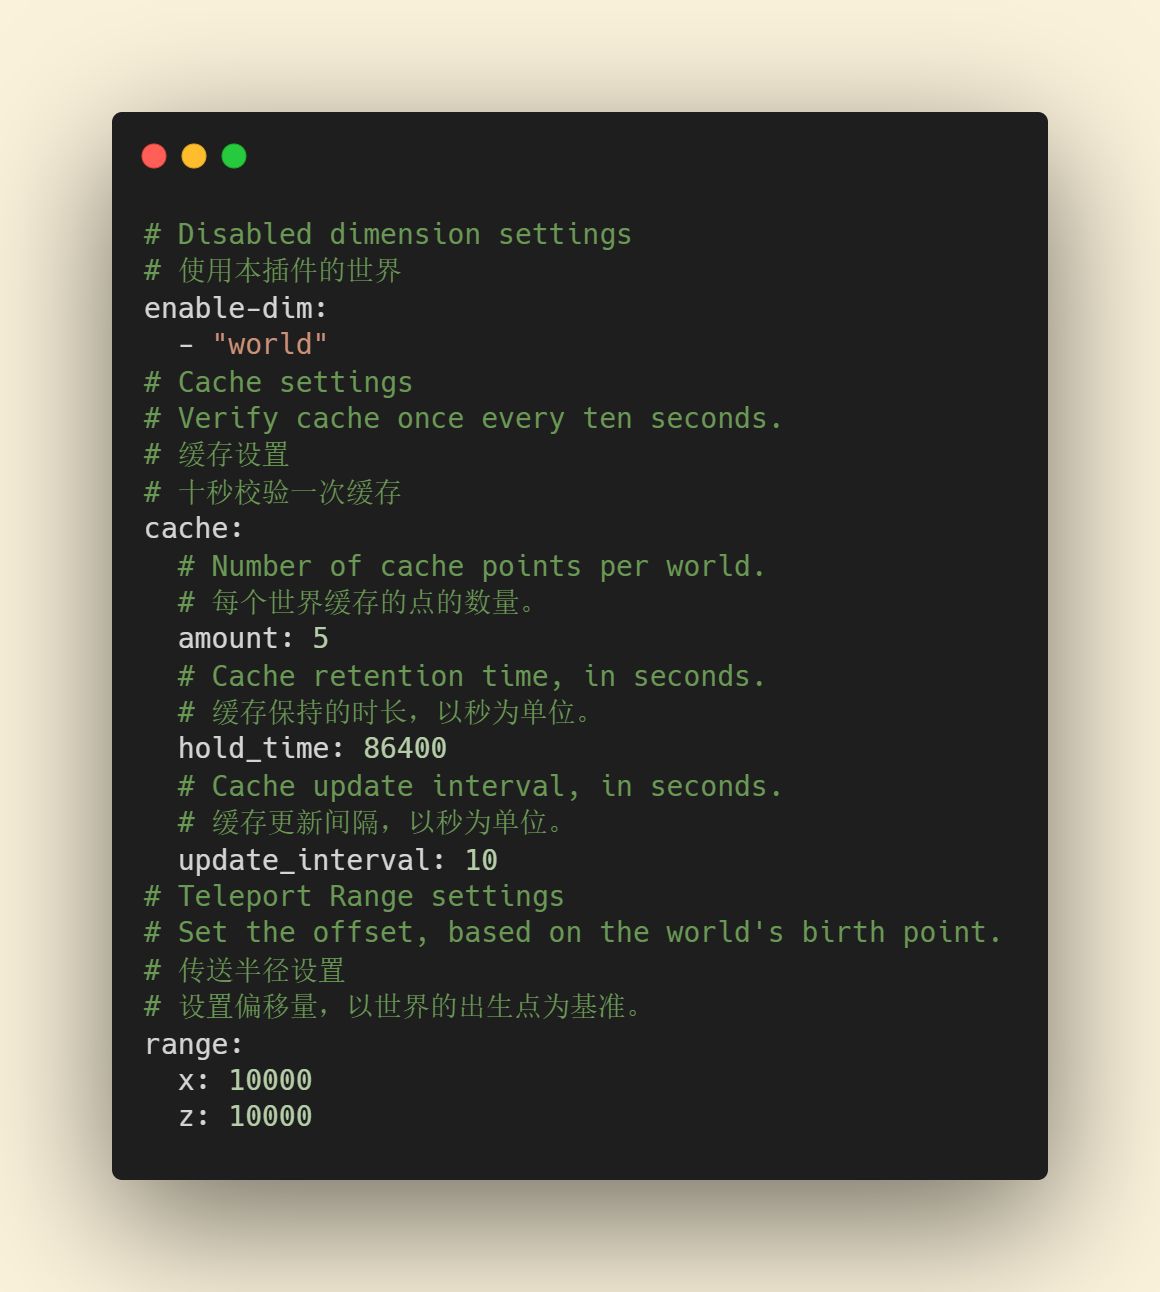 # Disabled dimension settings
# 使用本插件的世界
enable-dim:
  - "world"
# Cache settings
# Verify cache once every ten seconds.
# 缓存设置
# 十秒校验一次缓存
cache:
  # Number of cache points per world.
  # 每个世界缓存的点的数量。
  amount: 5
  # Cache retention time, in seconds.
  # 缓存保持的时长，以秒为单位。
  hold_time: 86400
  # Cache update interval, in seconds.
  # 缓存更新间隔，以秒为单位。
  update_interval: 10
# Teleport Range settings
# Set the offset, based on the world's birth point.
# 传送半径设置
# 设置偏移量，以世界的出生点为基准。
range:
  x: 10000
  z: 10000